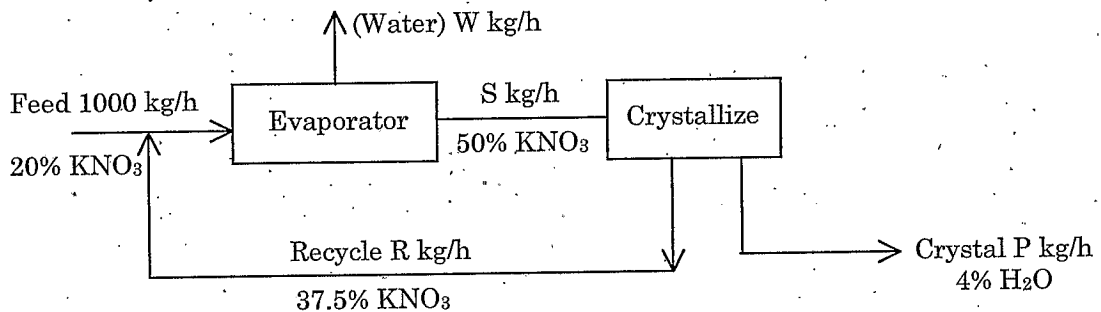 (Water) W kg/h
Feed 1000 kg/h
20% KNO₃
Evaporator
S kg/h
50% KNO₃
Crystallize
Recycle R kg/h
37.5% KNO₃
Crystal P kg/h
4% H₂O